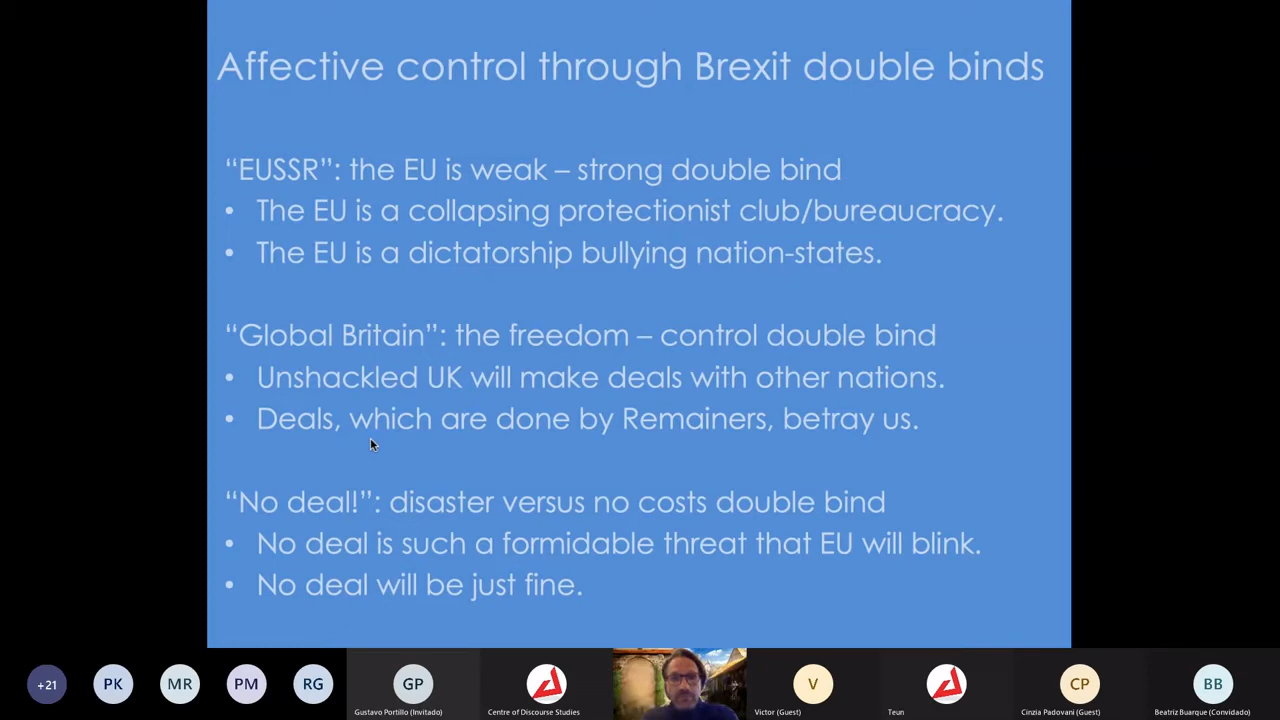 Affective control through Brexit double binds
“EUSSR”: the EU is weak – strong double bind
• The EU is a collapsing protectionist club/bureaucracy.
• The EU is a dictatorship bullying nation-states.
“Global Britain”: the freedom – control double bind
• Unshackled UK will make deals with other nations.
• Deals, which are done by Remainers, betray us.
“No deal!”: disaster versus no costs double bind
• No deal is such a formidable threat that EU will blink.
• No deal will be just fine.
+21
PK
MR
PM
RG
GP
V
CP
BB
Gustavo Portillo (Invitado)
Centre of Discourse Studies
Victor (Guest)
Teun
Cinzia Padovani (Guest)
Beatriz Buarque (Convidado)